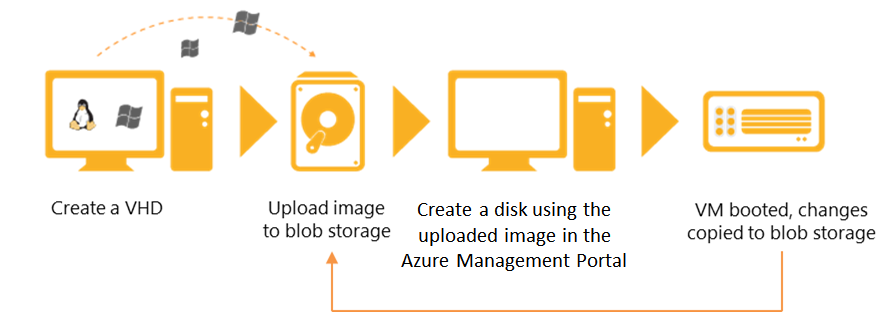 Create a VHD
Upload image
to blob storage
Create a disk using the
uploaded image in the
Azure Management Portal
VM booted, changes
copied to blob storage